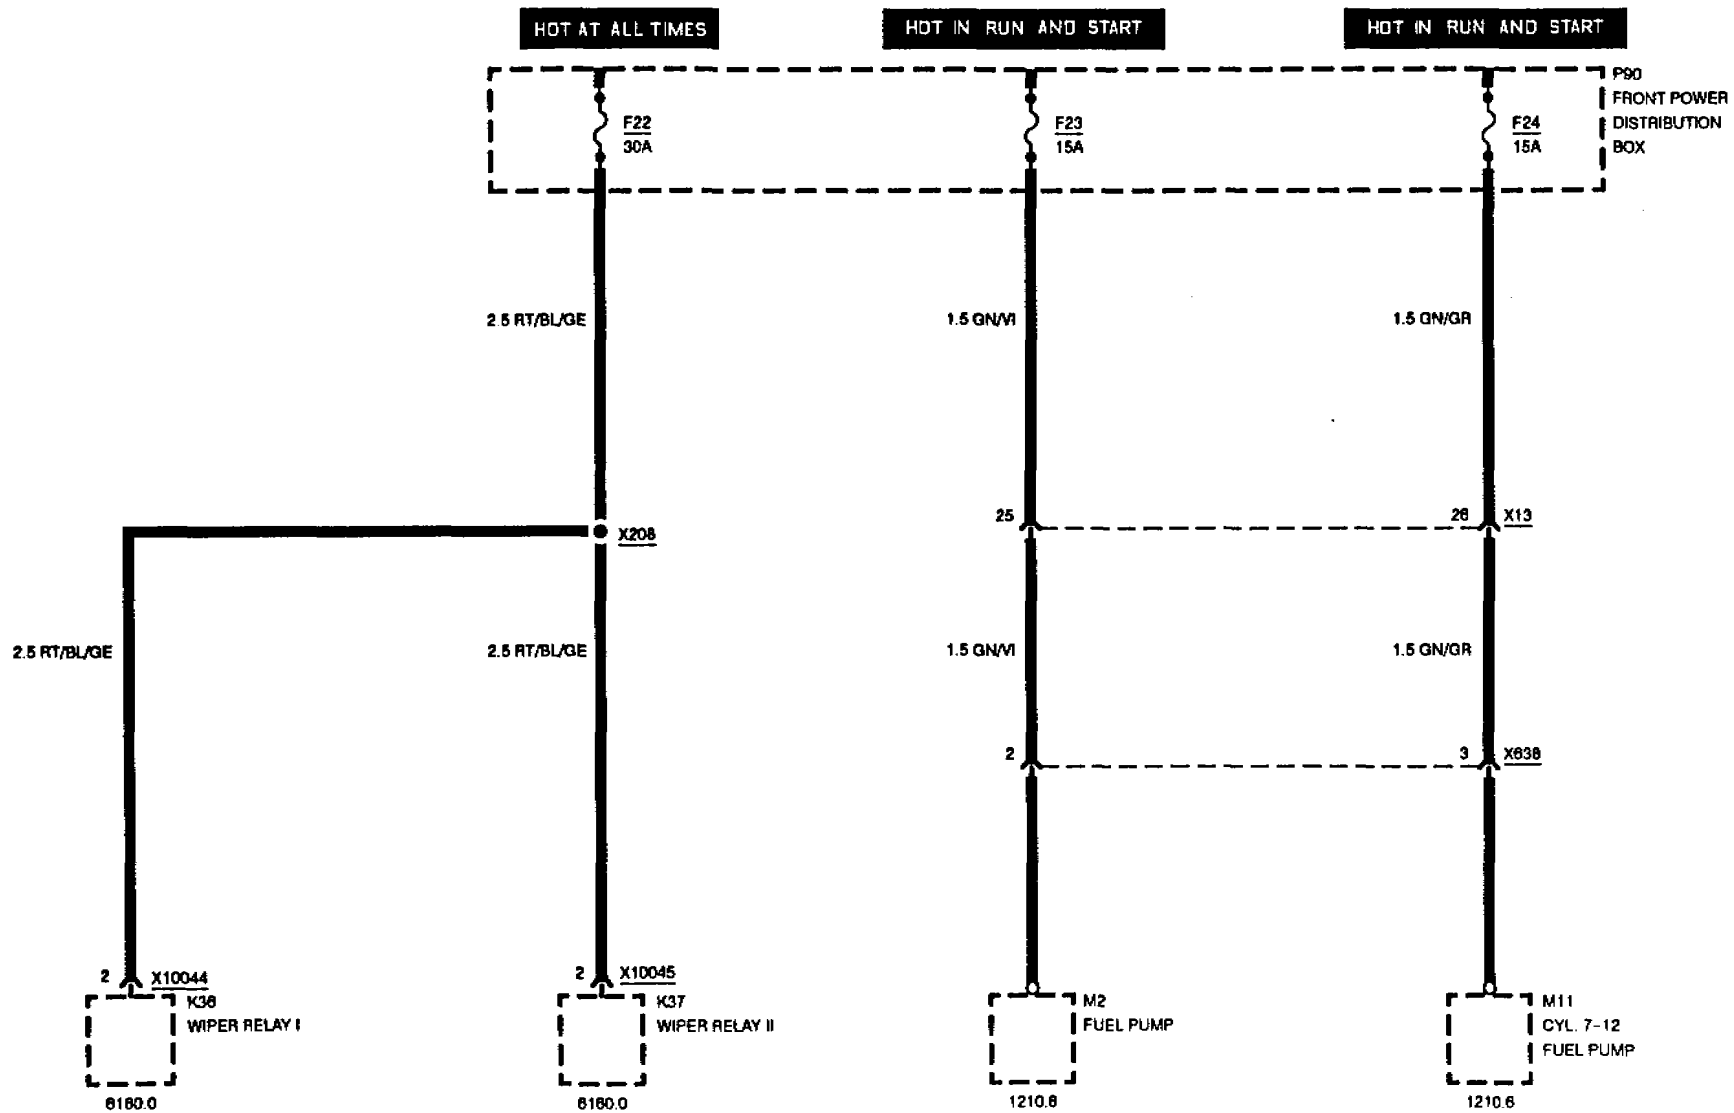 HOT AT ALL TIMES
HOT IN RUN AND START
HOT IN RUN AND START
P90
FRONT POWER
DISTRIBUTION
BOX
F22
30A
F23
15A
F24
15A
2.5 RT/BL/GE
1.5 GN/VI
1.5 GN/GR
25
26
X13
X208
2.5 RT/BL/GE
2.5 RT/BL/GE
1.5 GN/VI
1.5 GN/GR
2
3
X638
2
X10044
2
X10045
K36
WIPER RELAY I
K37
WIPER RELAY II
M2
FUEL PUMP
M11
CYL. 7-12
FUEL PUMP
6160.0
6160.0
1210.6
1210.6